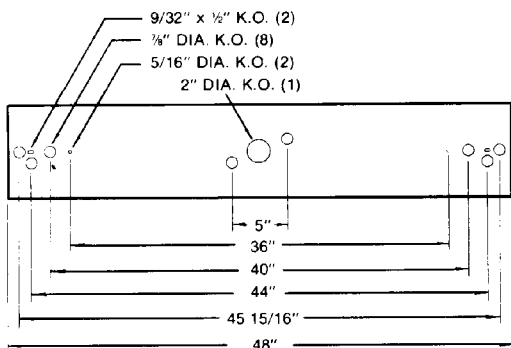 9/32" x ½" K.O. (2)
⅞" DIA. K.O. (8)
5/16" DIA. K.O. (2)
2" DIA. K.O. (1)
5"
36"
40"
44"
45 15/16"
48"